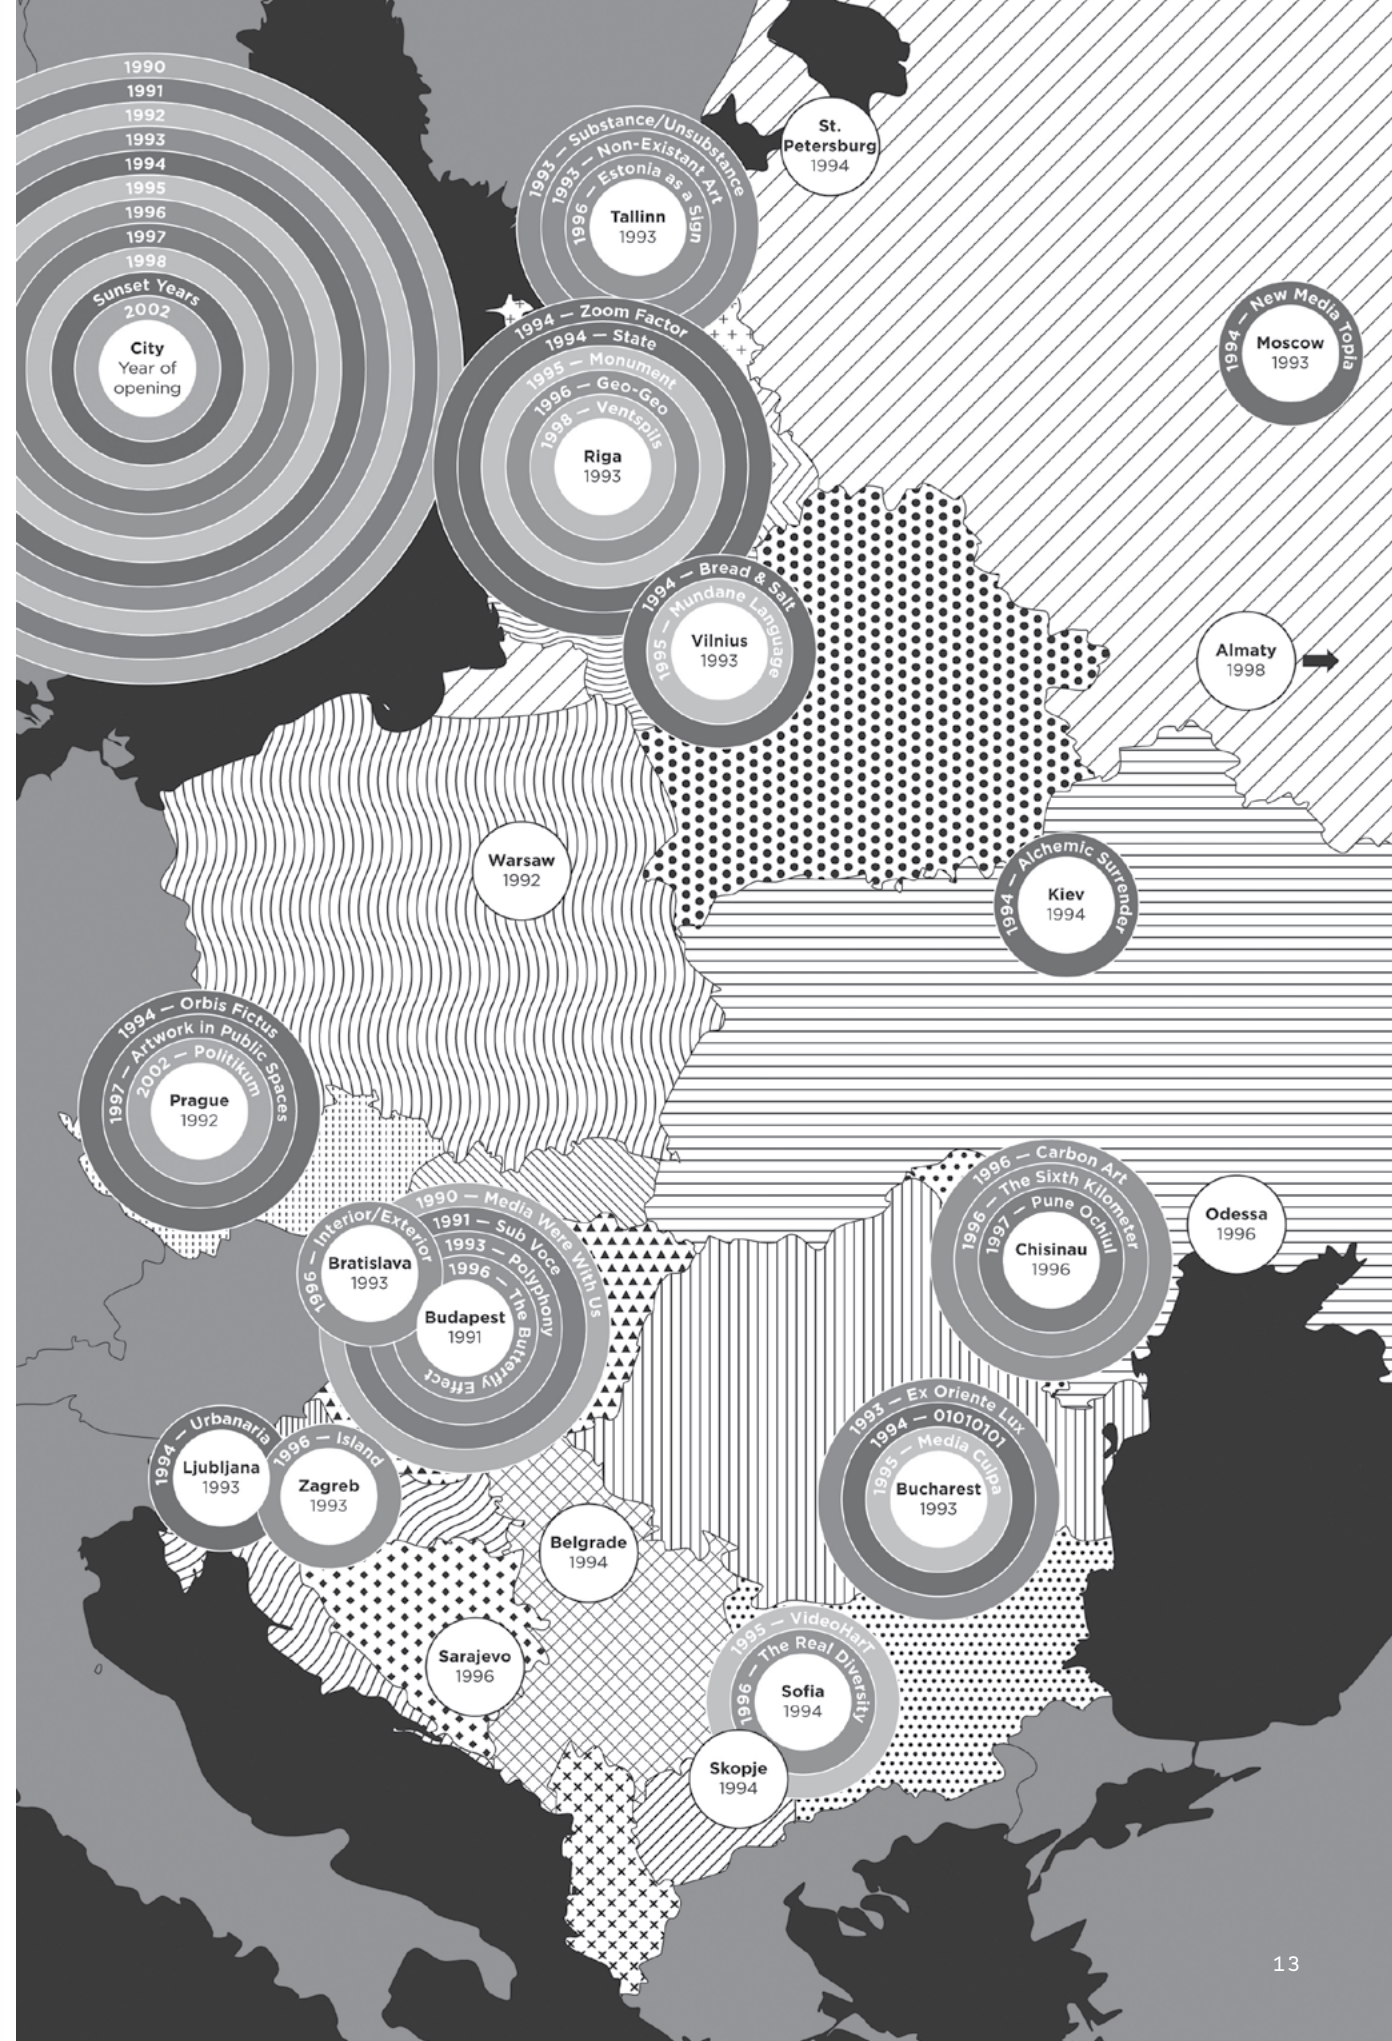 1990
1991
1992
1993
1994
1995
1996
1997
1998
Sunset Years
2002
City
Year of
opening
1993 — Substance/Unsubstance
1993 — Non-Existant Art
1996 — Estonia as a Sign
Tallinn
1993
St.
Petersburg
1994
1994 — New Media Topia
Moscow
1993
1994 — Zoom Factor
1994 — State
1995 — Monument
1996 — Geo-Geo
1998 — Ventspils
Riga
1993
1994 — Bread & Salt
1995 — Mundane Language
Vilnius
1993
Almaty
1998
Warsaw
1992
1994 — Alchemic Surrender
Kiev
1994
1994 — Orbis Fictus
1997 — Artwork in Public Spaces
2002 — Politikum
Prague
1992
1996 — Interior/Exterior
Bratislava
1993
1990 — Media Were With Us
1991 — Sub Voce
1993 — Polyphony
1996 — The Butterfly Effect
Budapest
1991
1996 — Carbon Art
1996 — The Sixth Kilometer
1997 — Pune Ochiul
Chisinau
1996
Odessa
1996
1994 — Urbanaria
Ljubljana
1993
1996 — Island
Zagreb
1993
1993 — Ex Oriente Lux
1994 — 01010101
1995 — Media Culpa
Bucharest
1993
Belgrade
1994
Sarajevo
1996
1995 — VideoHarT
1996 — The Real Diversity
Sofia
1994
Skopje
1994
13